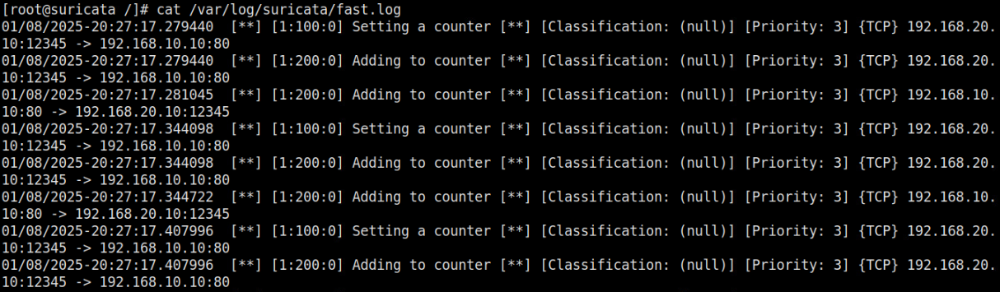 [root@suricata /]# cat /var/log/suricata/fast.log
01/08/2025-20:27:17.279440  [**] [1:100:0] Setting a counter [**] [Classification: (null)] [Priority: 3] {TCP} 192.168.20.
10:12345 -> 192.168.10.10:80
01/08/2025-20:27:17.279440  [**] [1:200:0] Adding to counter [**] [Classification: (null)] [Priority: 3] {TCP} 192.168.20.
10:12345 -> 192.168.10.10:80
01/08/2025-20:27:17.281045  [**] [1:200:0] Adding to counter [**] [Classification: (null)] [Priority: 3] {TCP} 192.168.10.
10:80 -> 192.168.20.10:12345
01/08/2025-20:27:17.344098  [**] [1:100:0] Setting a counter [**] [Classification: (null)] [Priority: 3] {TCP} 192.168.20.
10:12345 -> 192.168.10.10:80
01/08/2025-20:27:17.344098  [**] [1:200:0] Adding to counter [**] [Classification: (null)] [Priority: 3] {TCP} 192.168.20.
10:12345 -> 192.168.10.10:80
01/08/2025-20:27:17.344722  [**] [1:200:0] Adding to counter [**] [Classification: (null)] [Priority: 3] {TCP} 192.168.10.
10:80 -> 192.168.20.10:12345
01/08/2025-20:27:17.407996  [**] [1:100:0] Setting a counter [**] [Classification: (null)] [Priority: 3] {TCP} 192.168.20.
10:12345 -> 192.168.10.10:80
01/08/2025-20:27:17.407996  [**] [1:200:0] Adding to counter [**] [Classification: (null)] [Priority: 3] {TCP} 192.168.20.
10:12345 -> 192.168.10.10:80